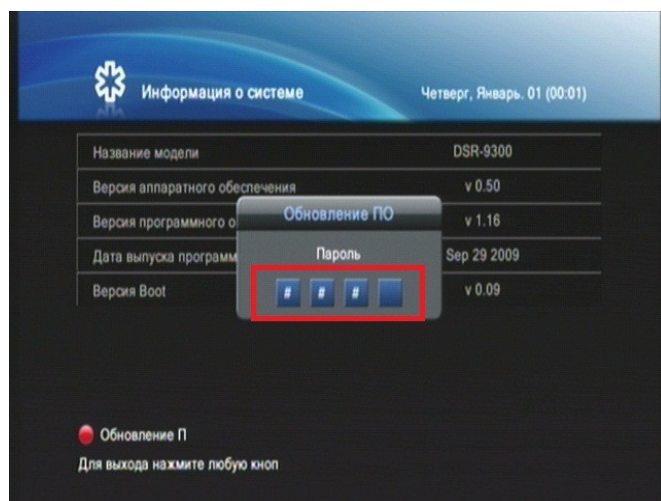 Информация о системе
Четверг, Январь. 01 (00:01)
Название модели DSR-9300
Версия аппаратного обеспечения v 0.50
Версия программного о v 1.16
Дата выпуска програм Sep 29 2009
Версия Boot v 0.09
Обновление ПО
Пароль
# # #
Обновление П
Для выхода нажмите любую кноп